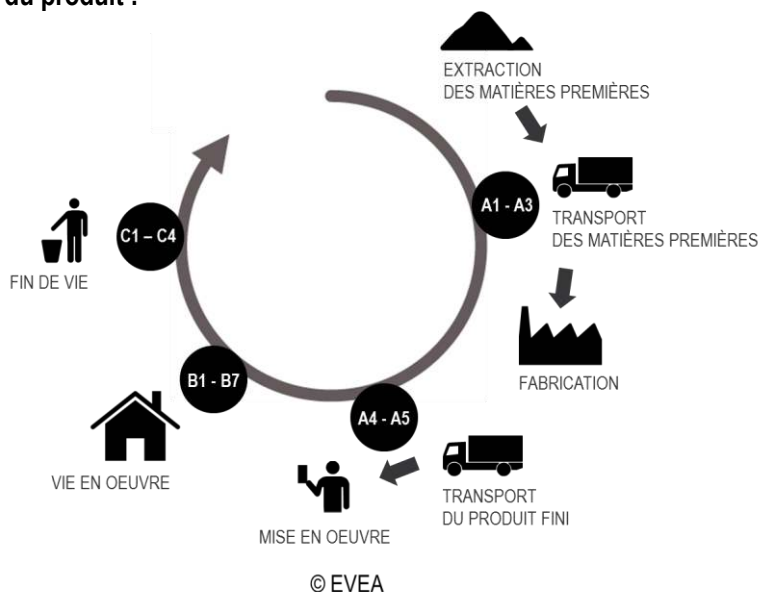 du produit :
EXTRACTION
DES MATIÈRES PREMIÈRES
A1 - A3
TRANSPORT
DES MATIÈRES PREMIÈRES
FABRICATION
A4 - A5
TRANSPORT
DU PRODUIT FINI
MISE EN OEUVRE
B1 - B7
VIE EN OEUVRE
C1 – C4
FIN DE VIE
© EVEA